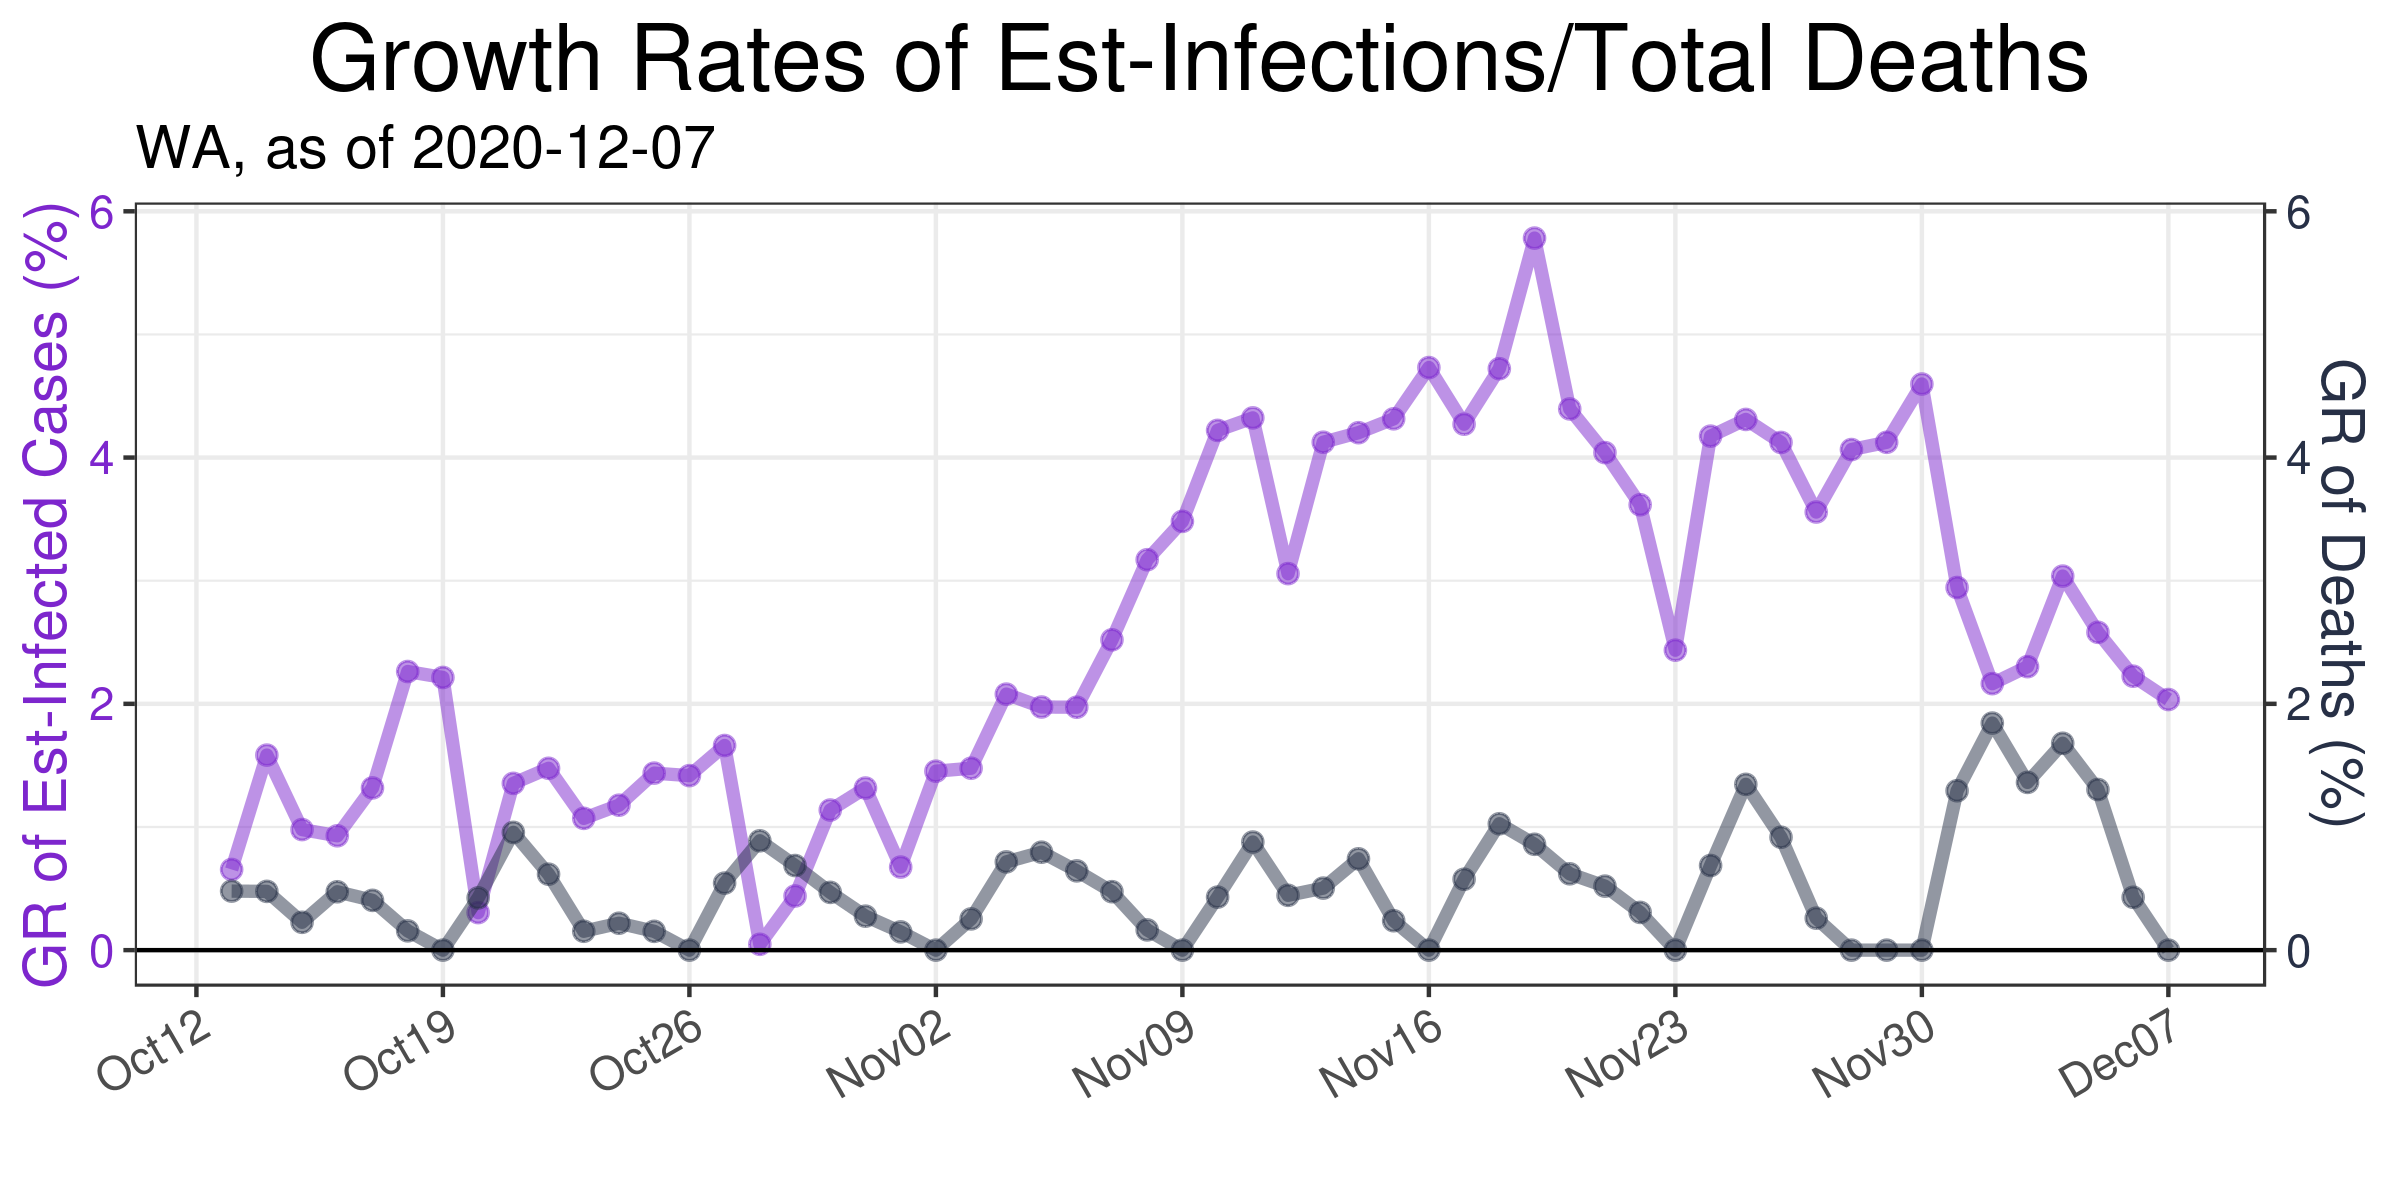 Growth Rates of Est-Infections/Total Deaths
WA, as of 2020-12-07
GR of Est-Infected Cases (%)
6
4
2
0
6
4
2
0
GR of Deaths (%)
Oct12
Oct19
Oct26
Nov02
Nov09
Nov16
Nov23
Nov30
Dec07